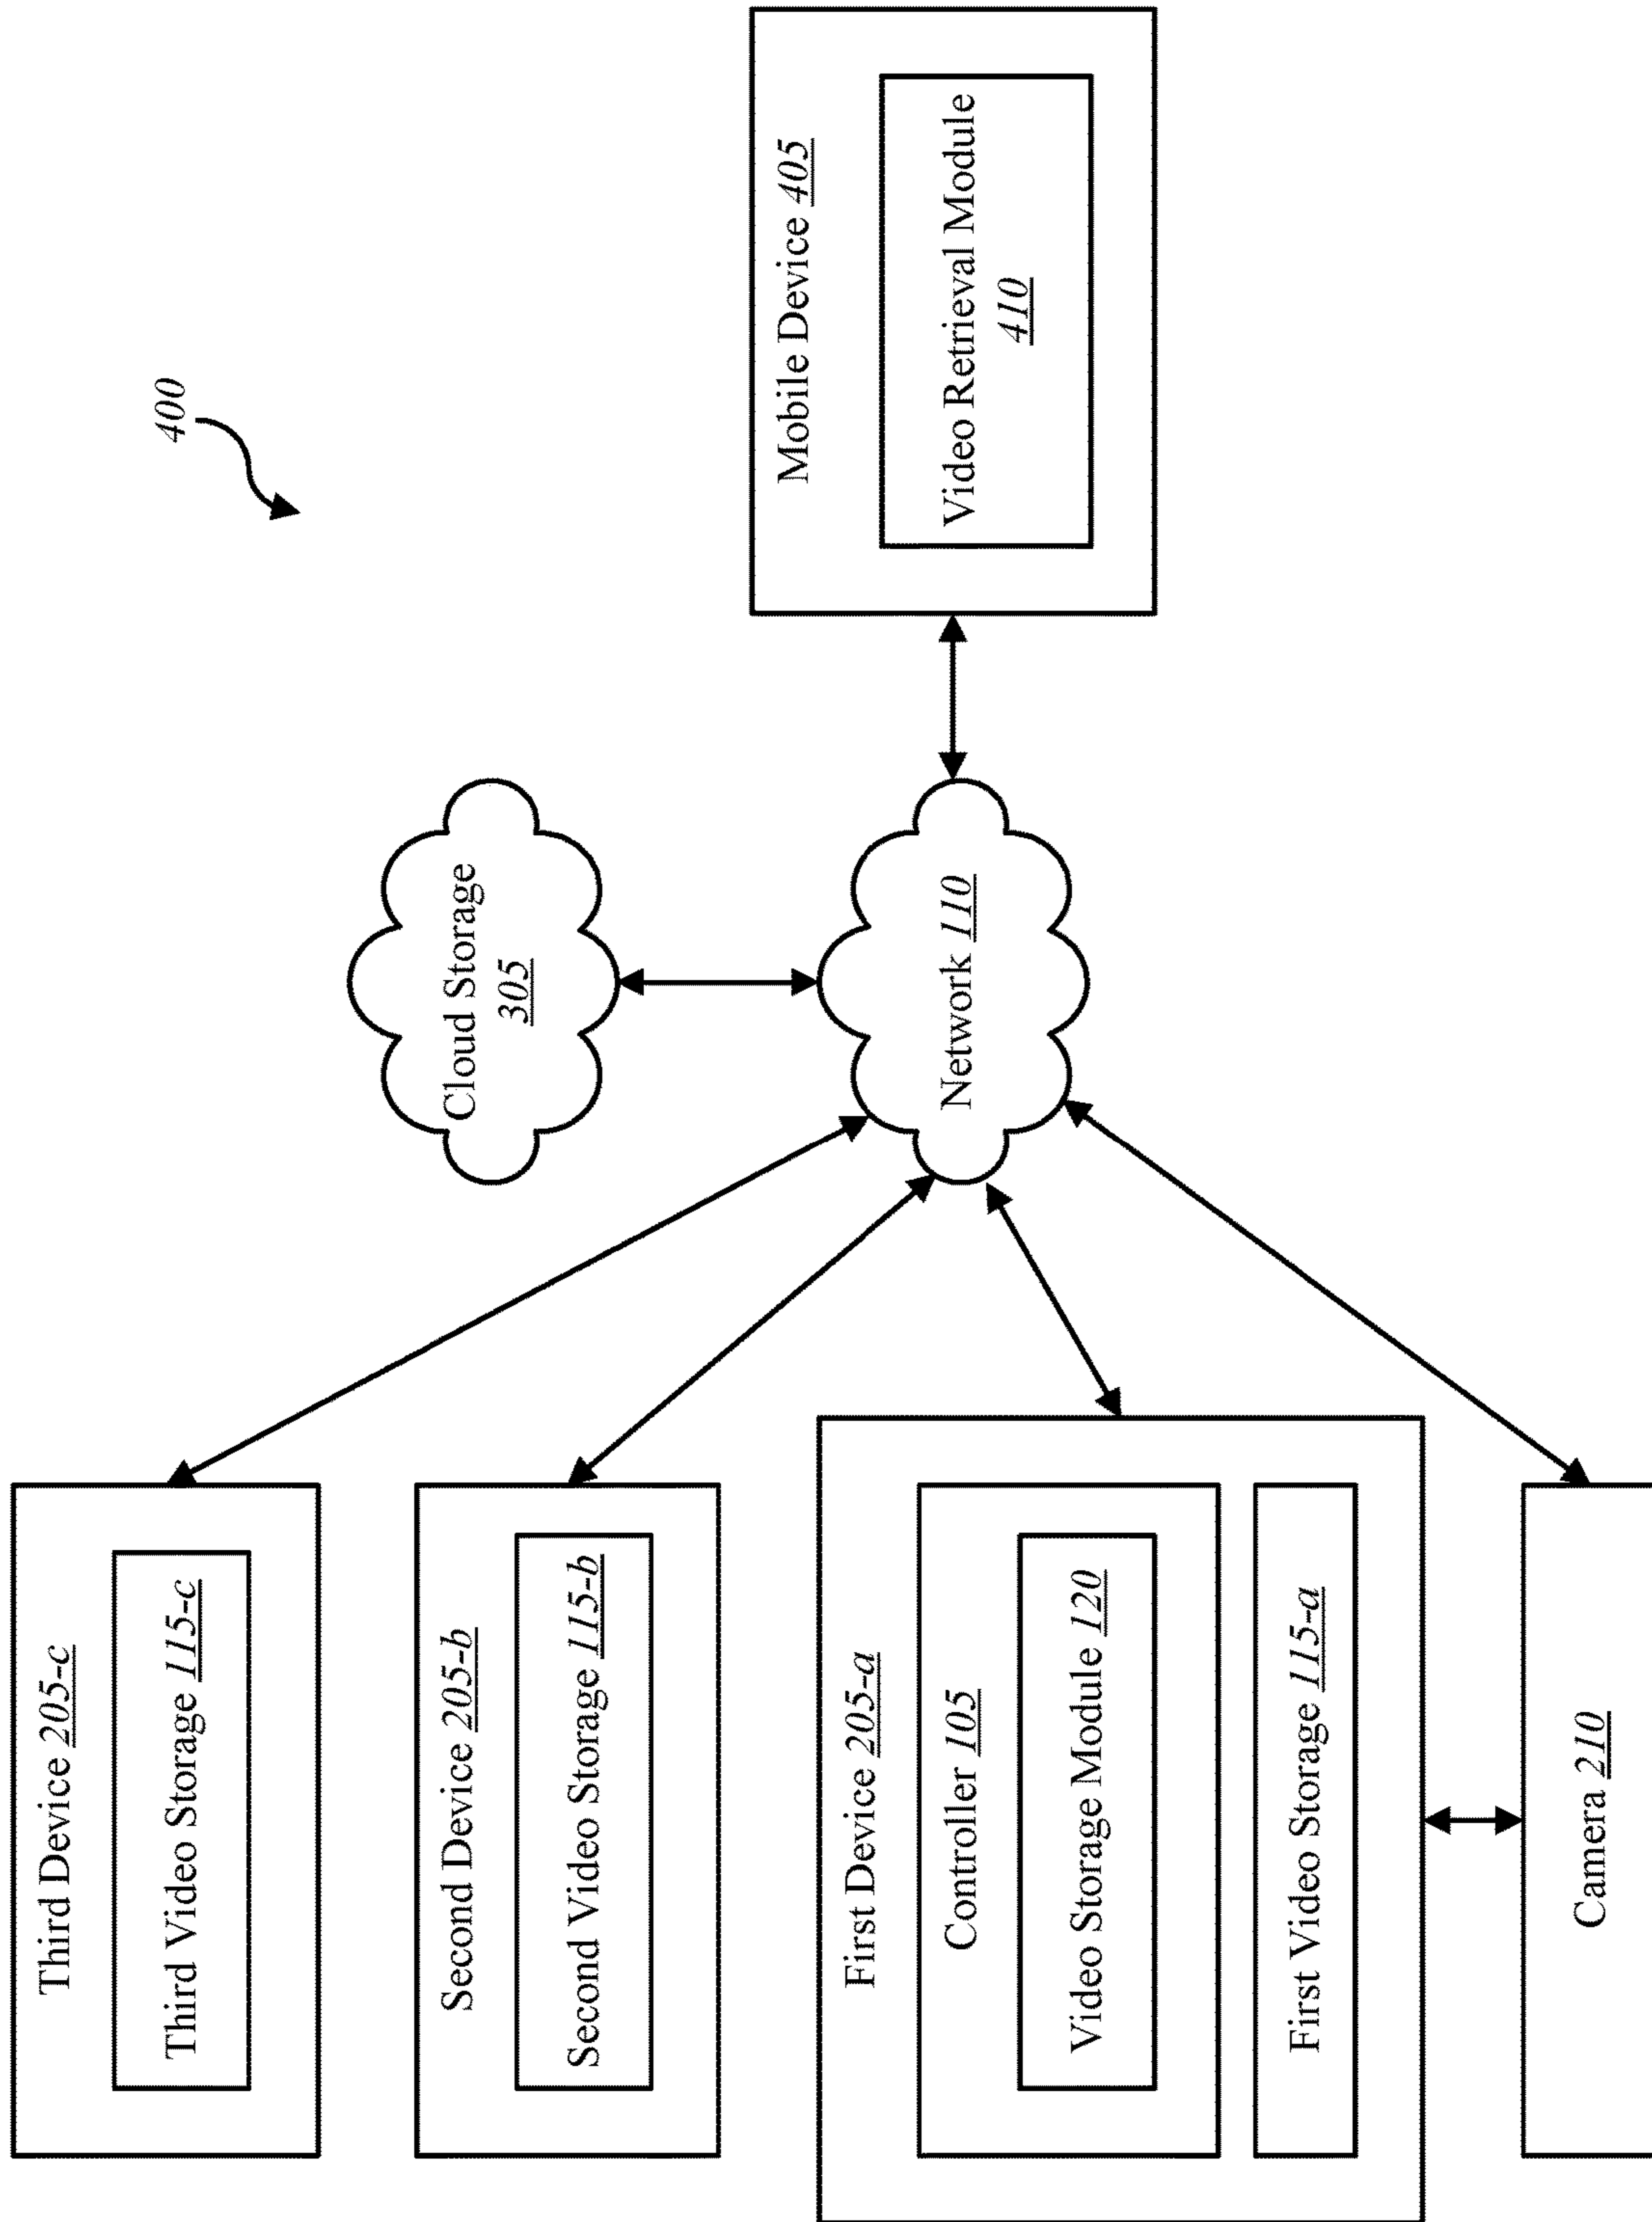 400
Third Device 205-c
Third Video Storage 115-c
Second Device 205-b
Second Video Storage 115-b
First Device 205-a
Controller 105
Video Storage Module 120
First Video Storage 115-a
Camera 210
Cloud Storage
305
Network 110
Mobile Device 405
Video Retrieval Module
410